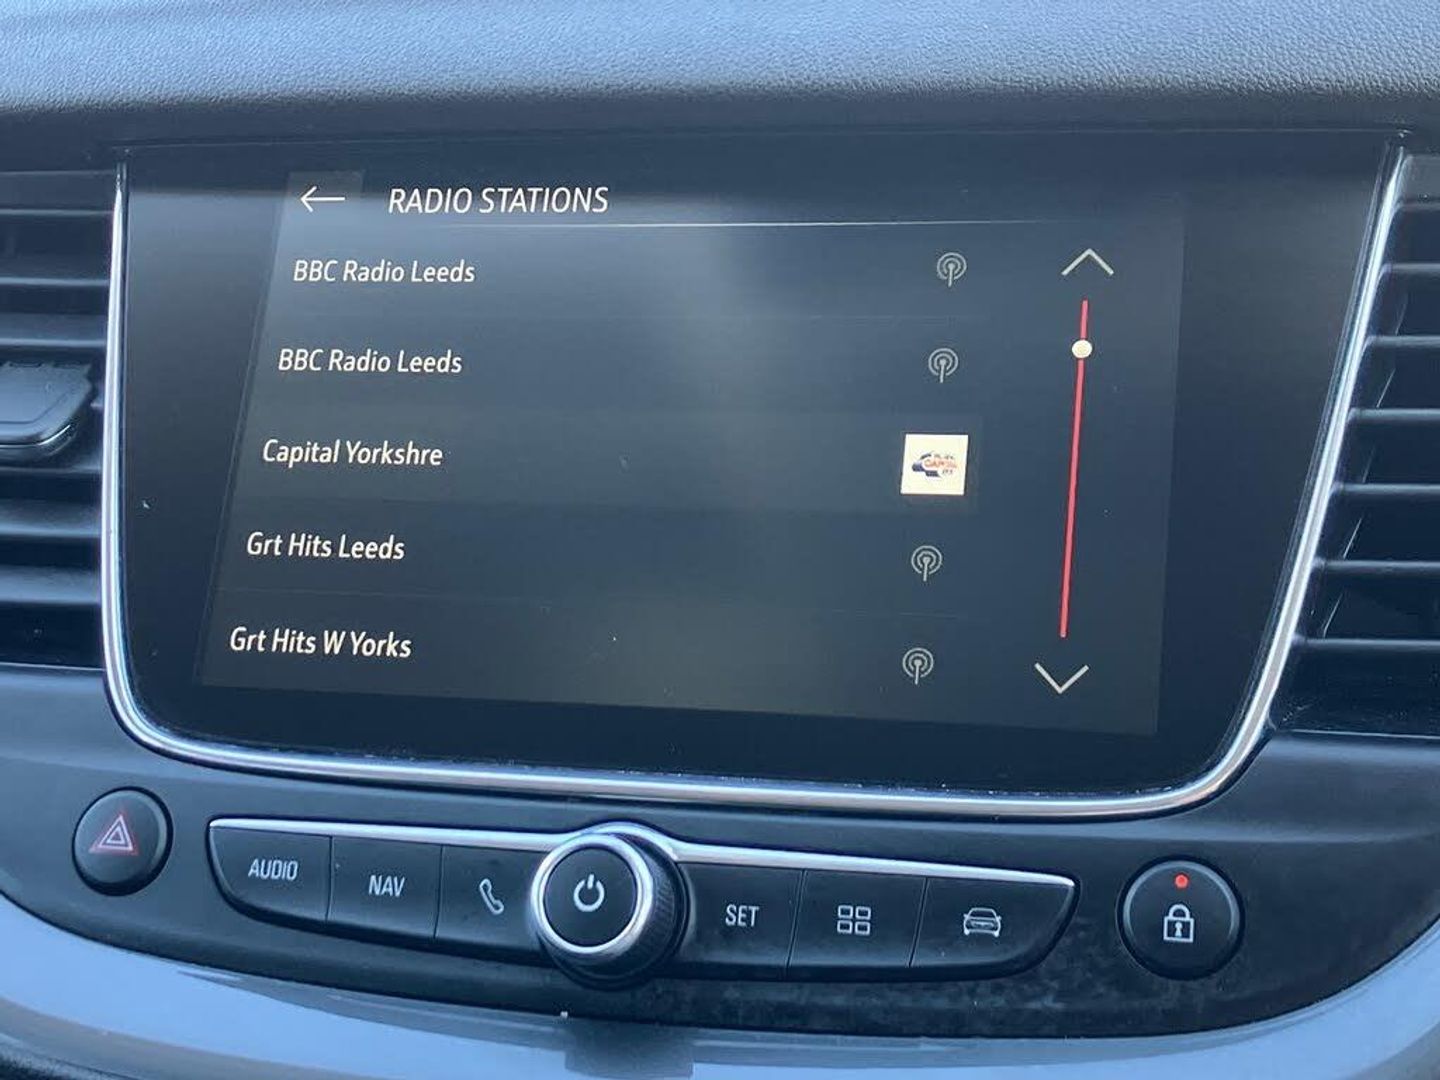 RADIO STATIONS
BBC Radio Leeds
BBC Radio Leeds
Capital Yorkshre
CAPITAL
Grt Hits Leeds
Grt Hits W Yorks
AUDIO
NAV
SET